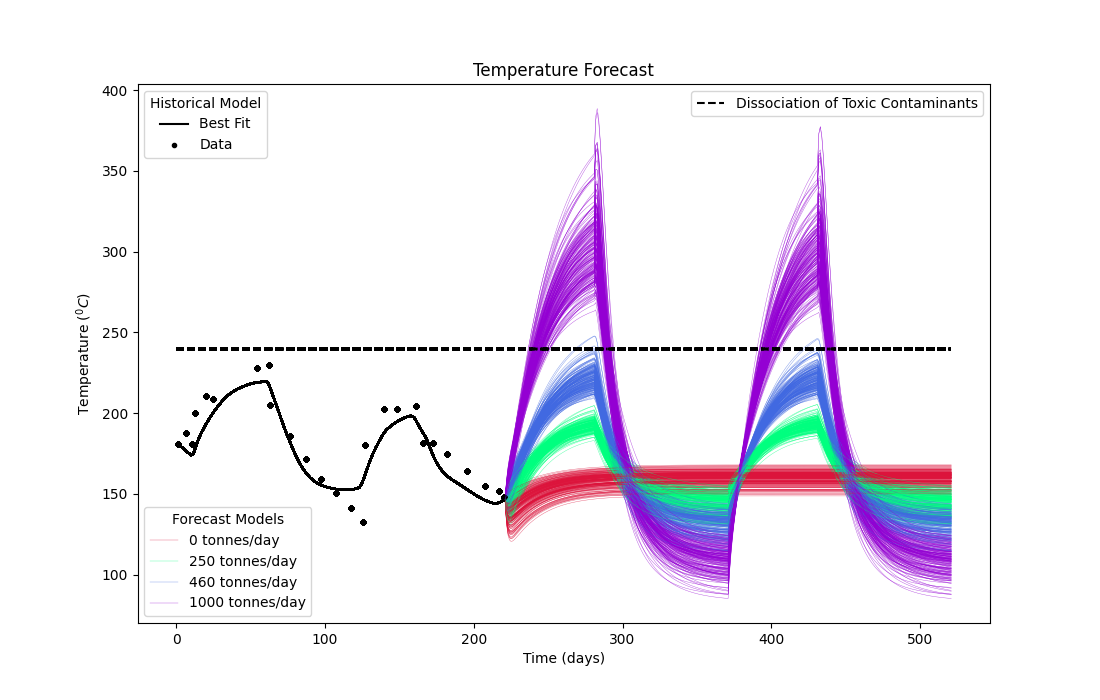 Temperature Forecast
Historical Model
Best Fit
Data
Dissociation of Toxic Contaminants
Forecast Models
0 tonnes/day
250 tonnes/day
460 tonnes/day
1000 tonnes/day
Temperature (⁰C)
400
350
300
250
200
150
100
0
100
200
300
400
500
Time (days)